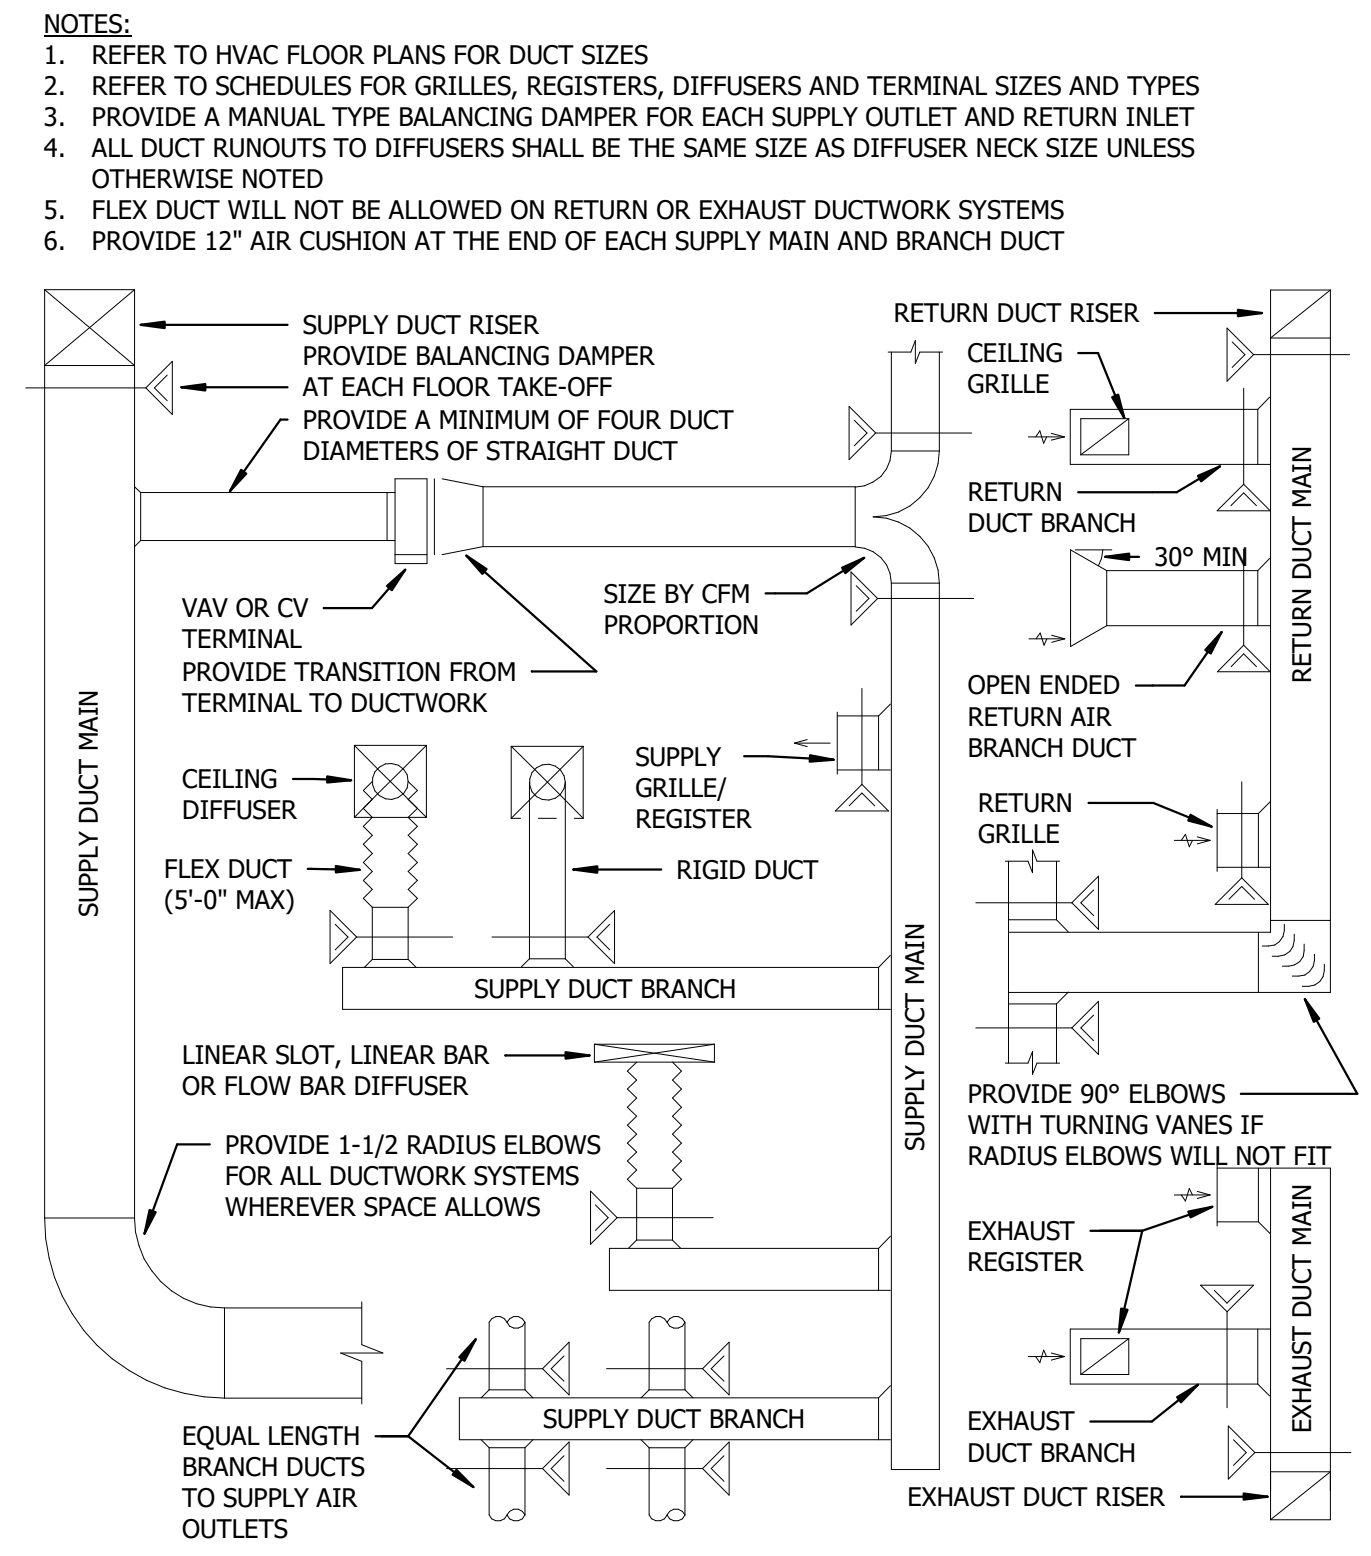 NOTES:
1. REFER TO HVAC FLOOR PLANS FOR DUCT SIZES
2. REFER TO SCHEDULES FOR GRILLES, REGISTERS, DIFFUSERS AND TERMINAL SIZES AND TYPES
3. PROVIDE A MANUAL TYPE BALANCING DAMPER FOR EACH SUPPLY OUTLET AND RETURN INLET
4. ALL DUCT RUNOUTS TO DIFFUSERS SHALL BE THE SAME SIZE AS DIFFUSER NECK SIZE UNLESS
OTHERWISE NOTED
5. FLEX DUCT WILL NOT BE ALLOWED ON RETURN OR EXHAUST DUCTWORK SYSTEMS
6. PROVIDE 12" AIR CUSHION AT THE END OF EACH SUPPLY MAIN AND BRANCH DUCT
SUPPLY DUCT RISER
PROVIDE BALANCING DAMPER
AT EACH FLOOR TAKE-OFF
PROVIDE A MINIMUM OF FOUR DUCT
DIAMETERS OF STRAIGHT DUCT
VAV OR CV
TERMINAL
PROVIDE TRANSITION FROM
TERMINAL TO DUCTWORK
SIZE BY CFM
PROPORTION
SUPPLY DUCT MAIN
CEILING
DIFFUSER
FLEX DUCT
(5'-0" MAX)
RIGID DUCT
SUPPLY
GRILLE/
REGISTER
SUPPLY DUCT BRANCH
SUPPLY DUCT MAIN
LINEAR SLOT, LINEAR BAR
OR FLOW BAR DIFFUSER
PROVIDE 1-1/2 RADIUS ELBOWS
FOR ALL DUCTWORK SYSTEMS
WHEREVER SPACE ALLOWS
SUPPLY DUCT BRANCH
EQUAL LENGTH
BRANCH DUCTS
TO SUPPLY AIR
OUTLETS
RETURN DUCT RISER
CEILING
GRILLE
RETURN
DUCT BRANCH
RETURN DUCT MAIN
30° MIN
OPEN ENDED
RETURN AIR
BRANCH DUCT
RETURN
GRILLE
PROVIDE 90° ELBOWS
WITH TURNING VANES IF
RADIUS ELBOWS WILL NOT FIT
EXHAUST
REGISTER
EXHAUST DUCT MAIN
EXHAUST
DUCT BRANCH
EXHAUST DUCT RISER